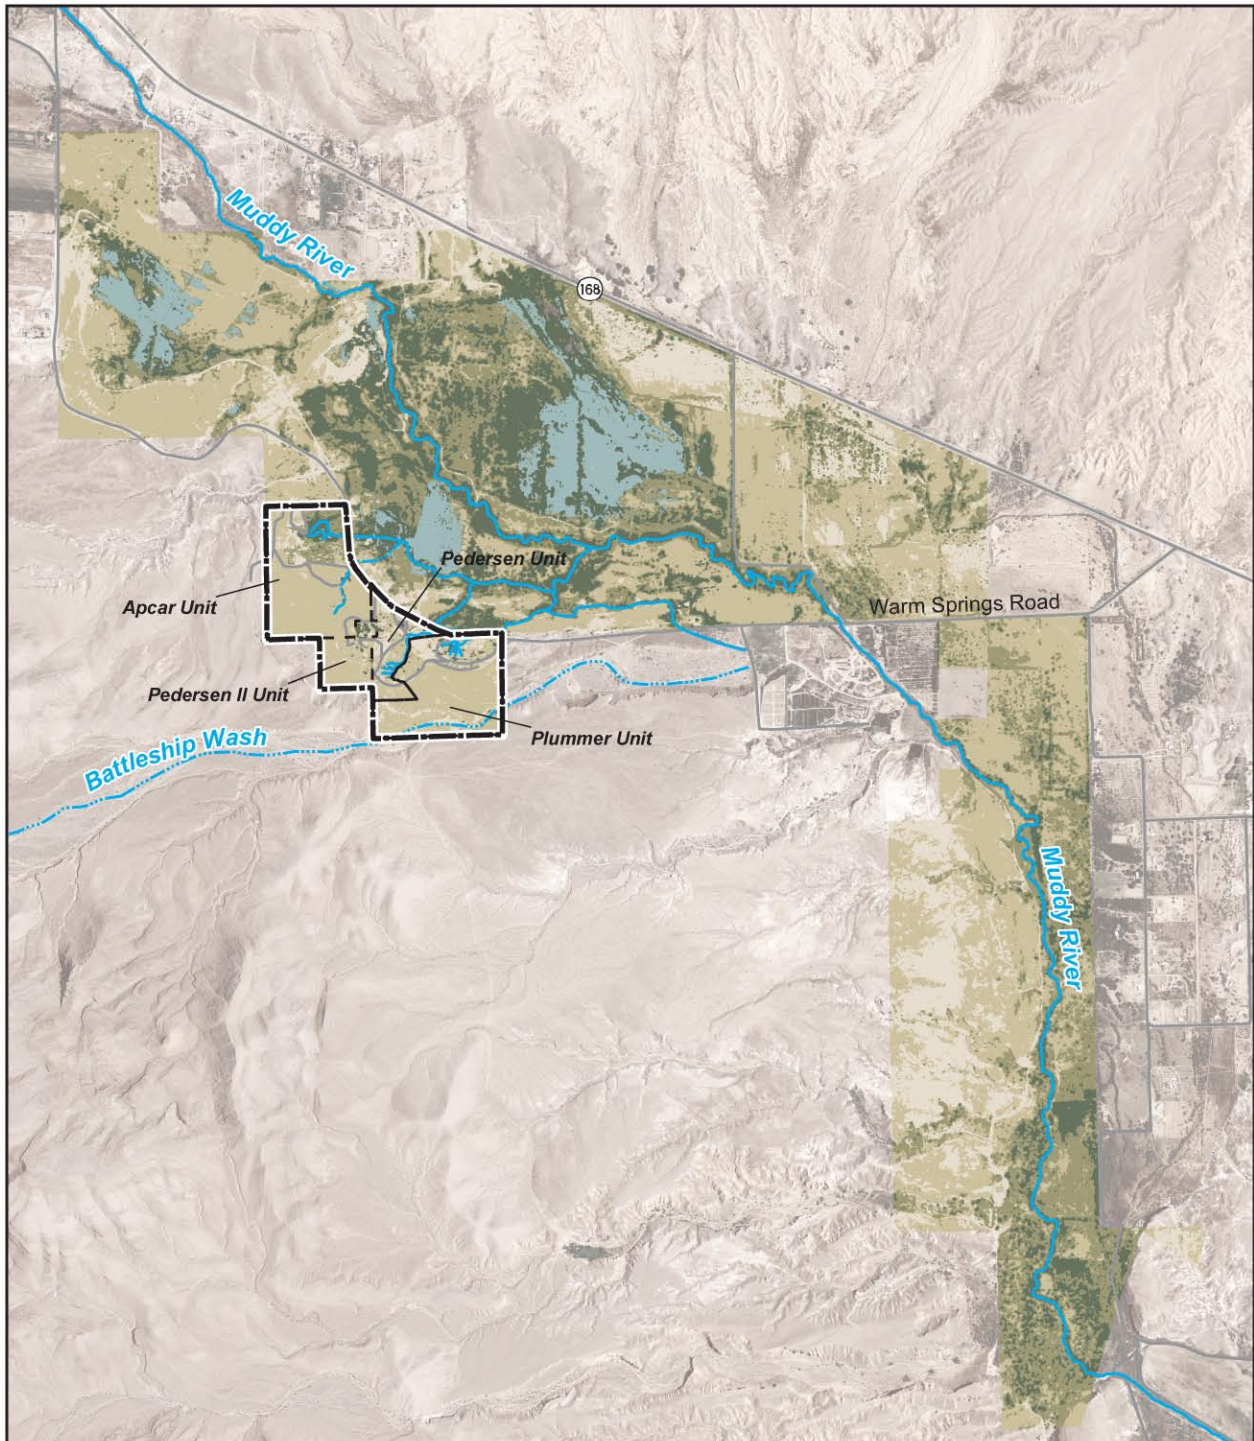 Muddy River
168
Pedersen Unit
Apcar Unit
Warm Springs Road
Pedersen II Unit
Plummer Unit
Battleship Wash
Muddy River